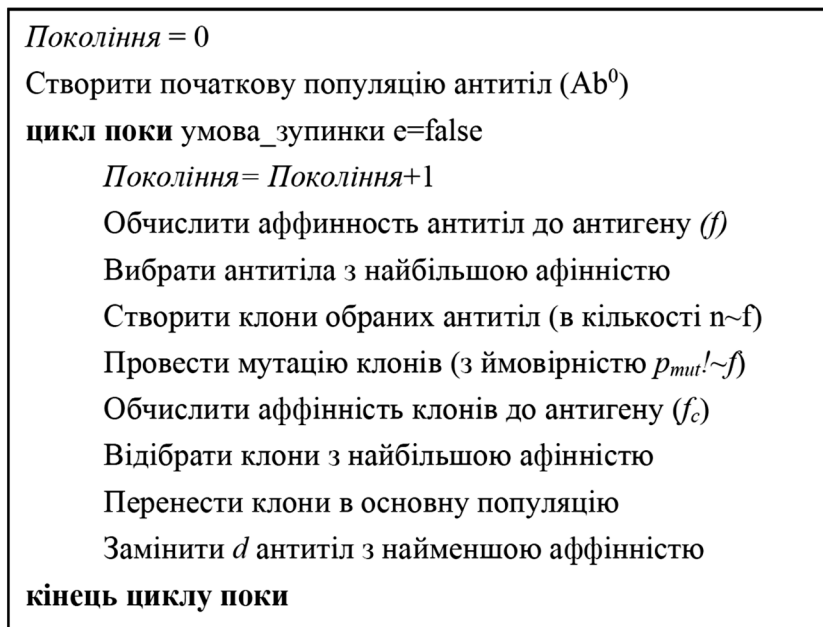 Покоління = 0
Створити початкову популяцію антитіл (Ab⁰)
цикл поки умова_зупинки e=false
Покоління= Покоління+1
Обчислити аффинность антитіл до антигену (f)
Вибрати антитіла з найбільшою афінністю
Створити клони обраних антитіл (в кількості n~f)
Провести мутацію клонів (з ймовірністю pmut!~f)
Обчислити аффінність клонів до антигену (fc)
Відібрати клони з найбільшою афінністю
Перенести клони в основну популяцію
Замінити d антитіл з найменшою аффінністю
кінець циклу поки